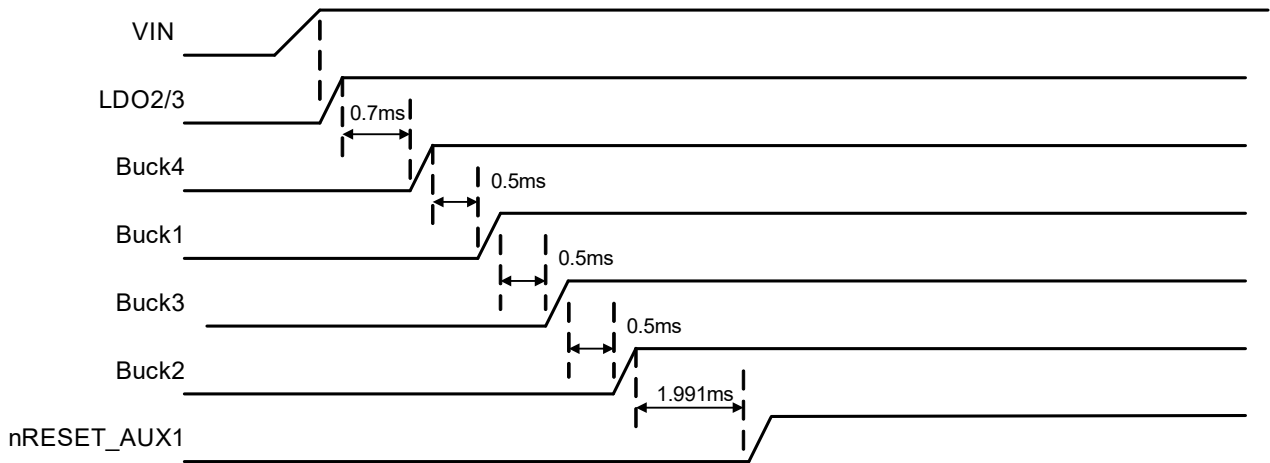 VIN
LDO2/3
0.7ms
Buck4
0.5ms
Buck1
0.5ms
Buck3
0.5ms
Buck2
1.991ms
nRESET_AUX1